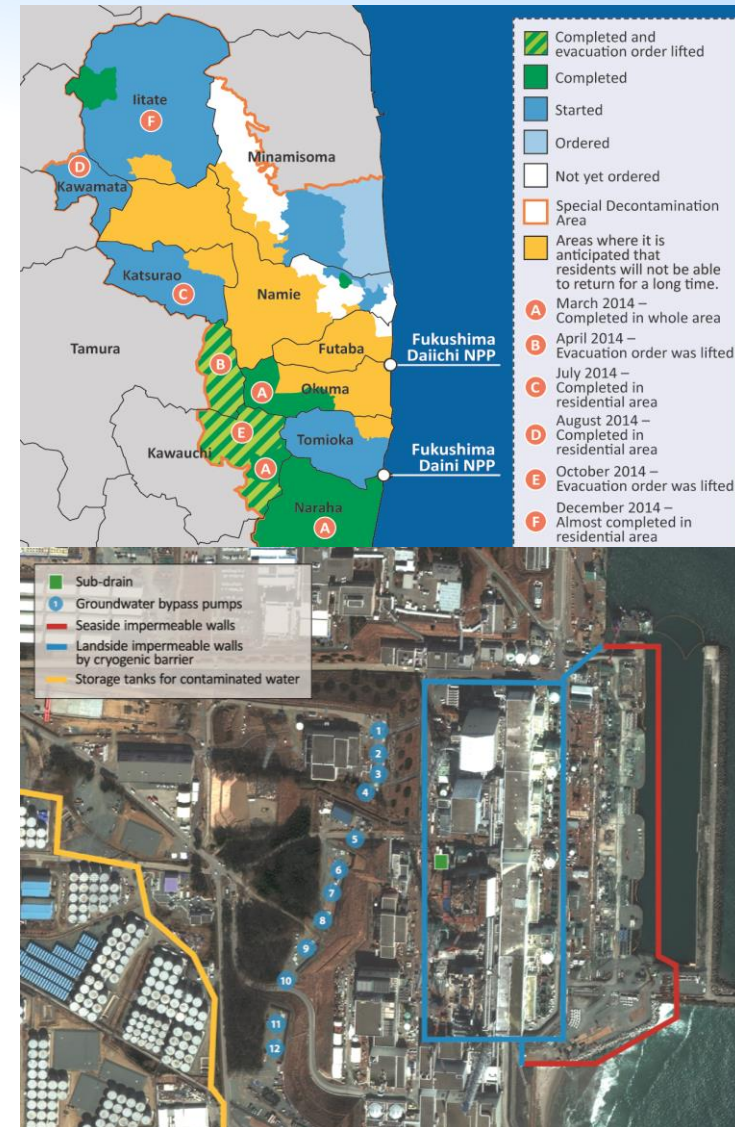 Iitate
F
Minamisoma
D
Kawamata
Katsurao
C
Namie
Tamura
Futaba
Fukushima
Daiichi NPP
B
A
Okuma
E
Tomioka
Kawauchi
A
Fukushima
Daini NPP
Naraha
A
Completed and
evacuation order lifted
Completed
Started
Ordered
Not yet ordered
Special Decontamination
Area
Areas where it is
anticipated that
residents will not be able
to return for a long time.
A March 2014 –
Completed in whole area
B April 2014 –
Evacuation order was lifted
C July 2014 –
Completed in
residential area
D August 2014 –
Completed in
residential area
E October 2014 –
Evacuation order was lifted
F December 2014 –
Almost completed in
residential area
Sub-drain
1 Groundwater bypass pumps
Seaside impermeable walls
Landside impermeable walls
by cryogenic barrier
Storage tanks for contaminated water
1
2
3
4
5
6
7
8
9
10
11
12